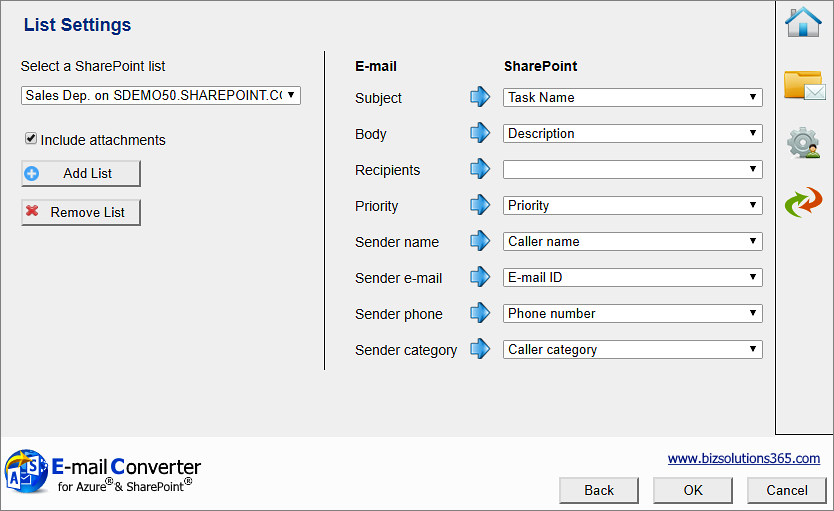 List Settings
Select a SharePoint list
Sales Dep. on SDEMO50.SHAREPOINT.CO
Include attachments
Add List
Remove List
E-mail SharePoint
Subject Task Name
Body Description
Recipients
Priority Priority
Sender name Caller name
Sender e-mail E-mail ID
Sender phone Phone number
Sender category Caller category
E-mail Converter
for Azure® & SharePoint®
www.bizsolutions365.com
Back OK Cancel